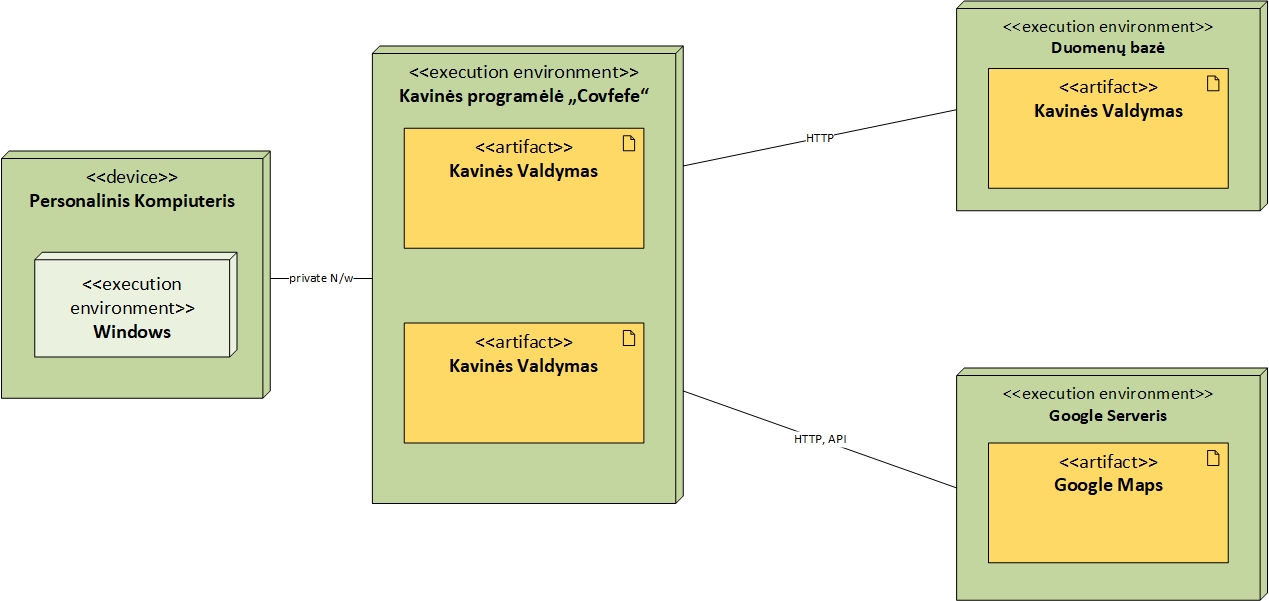 <<device>>
Personalinis Kompiuteris
<<execution
environment>>
Windows
private N/w
<<execution environment>>
Kavinės programėlė „Covfefe“
<<artifact>>
Kavinės Valdymas
<<artifact>>
Kavinės Valdymas
HTTP
HTTP, API
<<execution environment>>
Duomenų bazė
<<artifact>>
Kavinės Valdymas
<<execution environment>>
Google Serveris
<<artifact>>
Google Maps